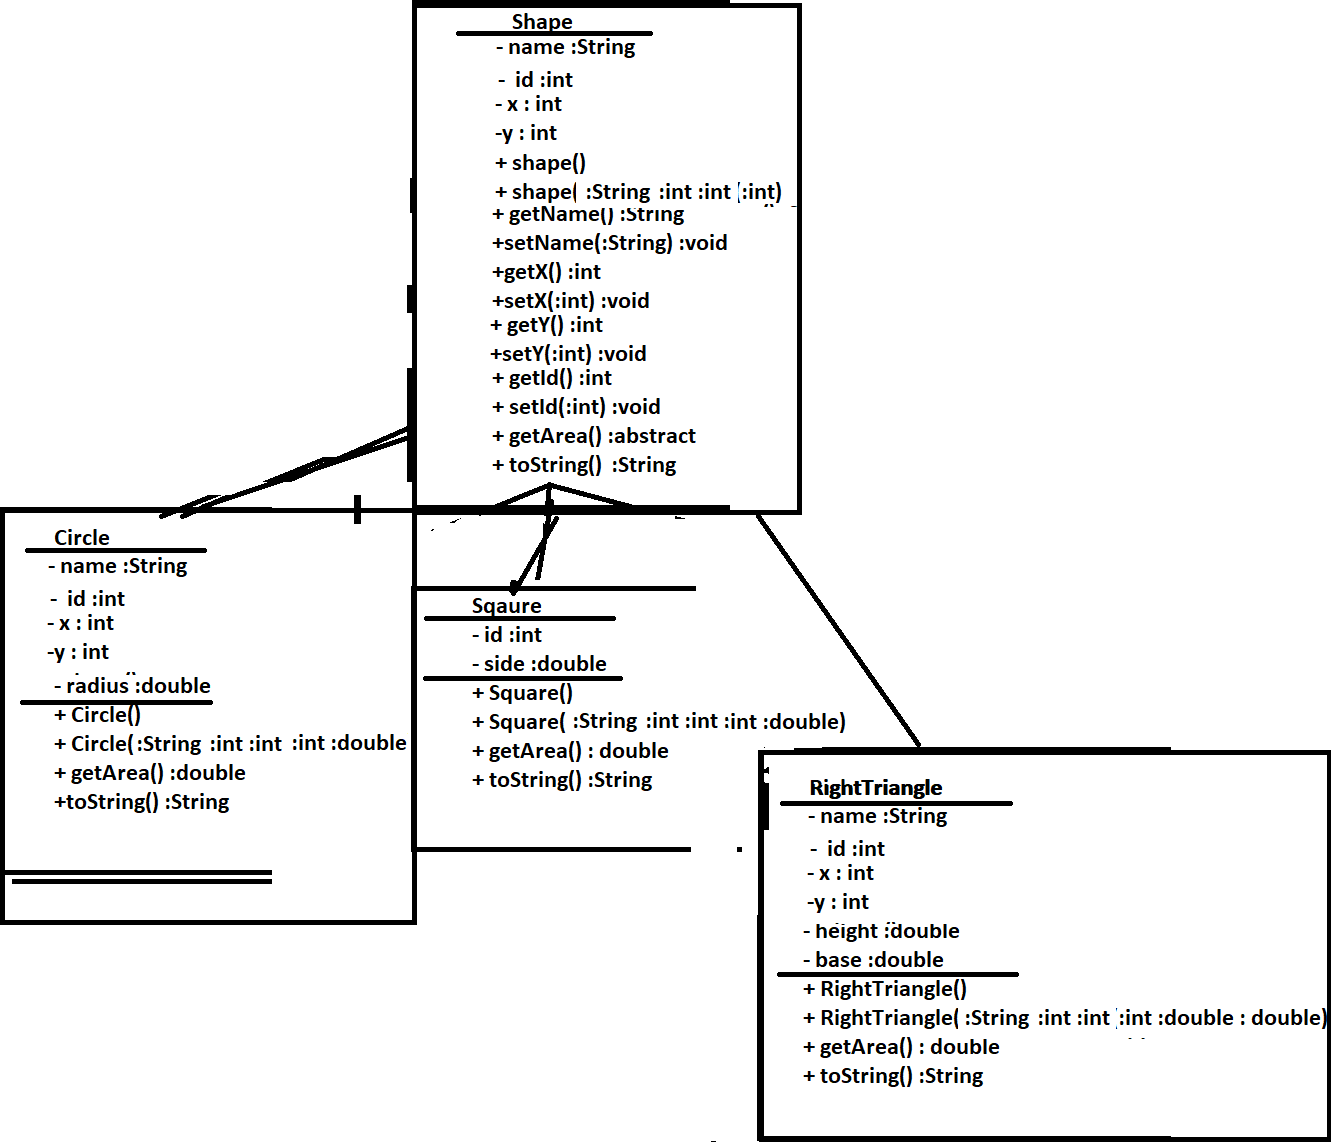 Shape
- name :String
- id :int
- x : int
-y : int
+ shape()
+ shape( :String :int :int (:int)
+ getName() :String
+setName(:String) :void
+getX() :int
+setX(:int) :void
+ getY() :int
+setY(:int) :void
+ getId() :int
+ setId(:int) :void
+ getArea() :abstract
+ toString() :String
Circle
- name :String
- id :int
- x : int
-y : int
- radius :double
+ Circle()
+ Circle( :String :int :int :int :double
+ getArea() :double
+toString() :String
Sqaure
- id :int
- side :double
+ Square()
+ Square( :String :int :int :int :double)
+ getArea() : double
+ toString() :String
RightTriangle
- name :String
- id :int
- x : int
-y : int
- height :double
- base :double
+ RightTriangle()
+ RightTriangle( :String :int :int :int :double : double)
+ getArea() : double
+ toString() :String